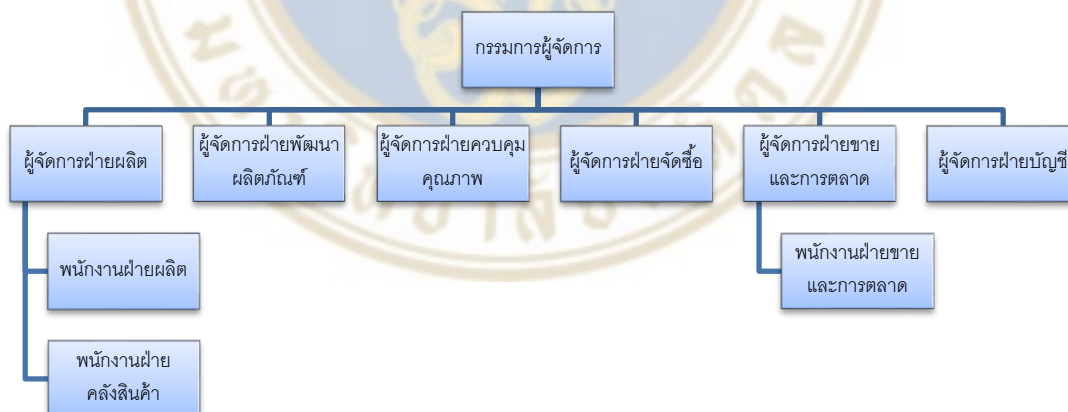 กรรมการผู้จัดการ
ผู้จัดการฝ่ายผลิต
ผู้จัดการฝ่ายพัฒนา
ผลิตภัณฑ์
ผู้จัดการฝ่ายควบคุม
คุณภาพ
ผู้จัดการฝ่ายจัดซื้อ
ผู้จัดการฝ่ายขาย
และการตลาด
ผู้จัดการฝ่ายบัญชี
พนักงานฝ่ายผลิต
พนักงานฝ่ายขาย
และการตลาด
พนักงานฝ่าย
คลังสินค้า